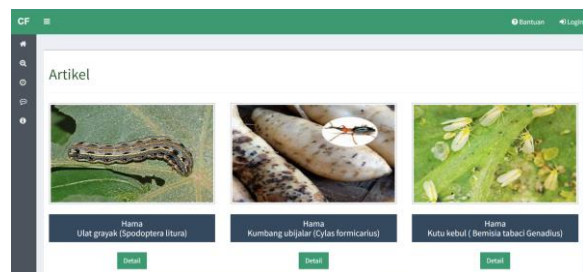 CF
Bantuan
Login
Artikel
Hama
Ulat grayak (Spodoptera litura)
Hama
Kumbang ubijalar (Cylas formicarius)
Hama
Kutu kebul ( Bemisia tabaci Genadius)
Detail
Detail
Detail